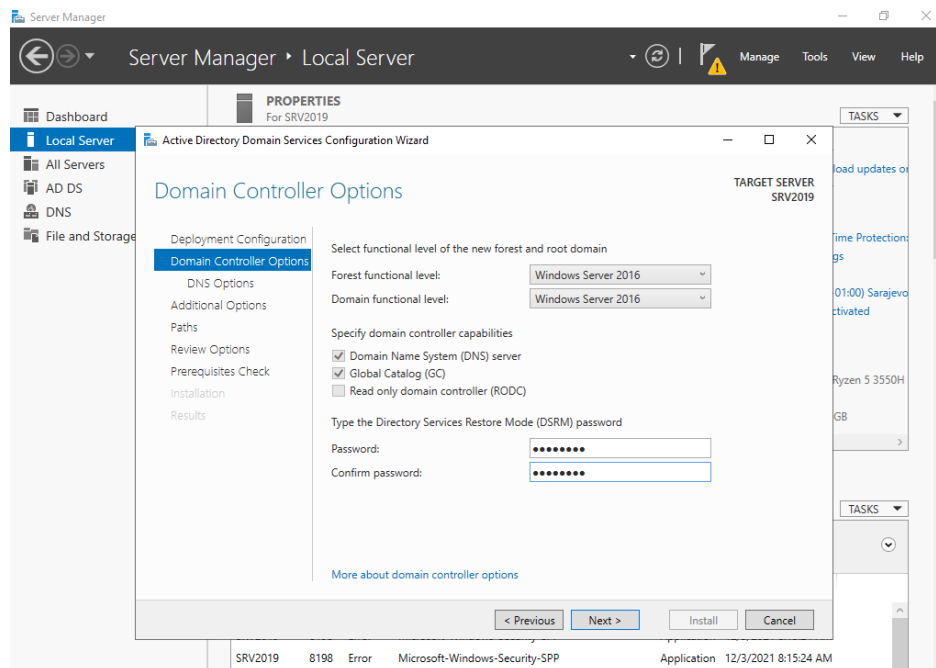 Server Manager
Server Manager • Local Server
Manage Tools View Help
Dashboard
Local Server
All Servers
AD DS
DNS
File and Storage
PROPERTIES
For SRV2019
TASKS
load updates
Time Protection:
gs
01:00) Sarajevo
ctivated
Ryzen 5 3550H
GB
TASKS
Active Directory Domain Services Configuration Wizard
Domain Controller Options
TARGET SERVER
SRV2019
Deployment Configuration
Domain Controller Options
DNS Options
Additional Options
Paths
Review Options
Prerequisites Check
Installation
Results
Select functional level of the new forest and root domain
Forest functional level: Windows Server 2016
Domain functional level: Windows Server 2016
Specify domain controller capabilities
Domain Name System (DNS) server
Global Catalog (GC)
Read only domain controller (RODC)
Type the Directory Services Restore Mode (DSRM) password
Password: ••••••••
Confirm password: ••••••••
More about domain controller options
< Previous Next > Install Cancel
SRV2019 8198 Error Microsoft-Windows-Security-SPP Application 12/3/2021 8:15:24 AM